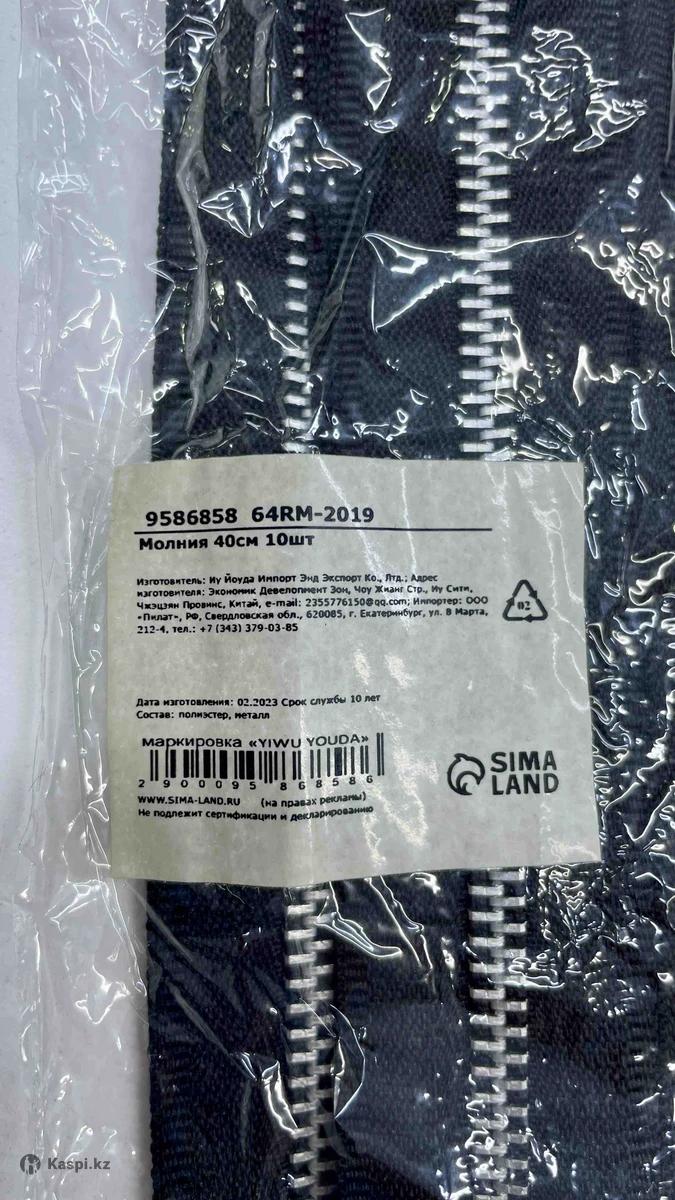 9586858 64RM-2019
Молния 40см 10шт
Изготовитель: Иу Йоуда Импорт Энд Экспорт Ко., Лтд.; Адрес
изготовителя: Экономик Девелопмент Зон, Чоу Жианг Стр., Иу Сити,
Чжэцзян Провинс, Китай, e-mail: 2355776150@qq.com; Импортер: ООО
«Пилат», РФ, Свердловская обл., 620085, г. Екатеринбург, ул. 8 Марта,
212-4, тел.: +7 (343) 379-03-85
02
Дата изготовления: 02.2023 Срок службы 10 лет
Состав: полиэстер, металл
маркировка «YIWU YOUDA»
2 900095 868586
SIMA
LAND
WWW.SIMA-LAND.RU (на правах рекламы)
Не подлежит сертификации и декларированию
Kaspi.kz